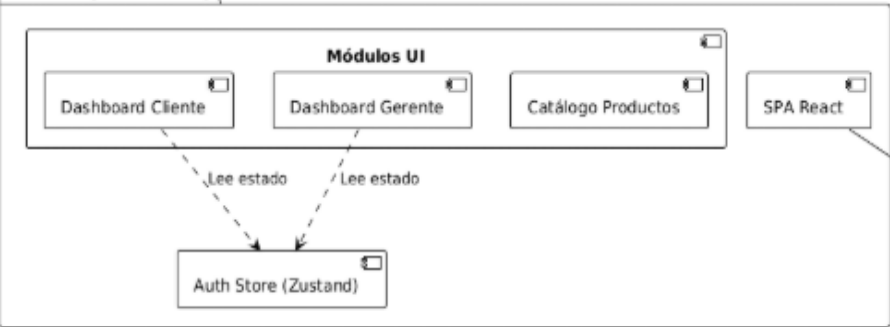 Módulos UI
Dashboard Cliente
Dashboard Gerente
Catálogo Productos
SPA React
Lee estado
Lee estado
Auth Store (Zustand)